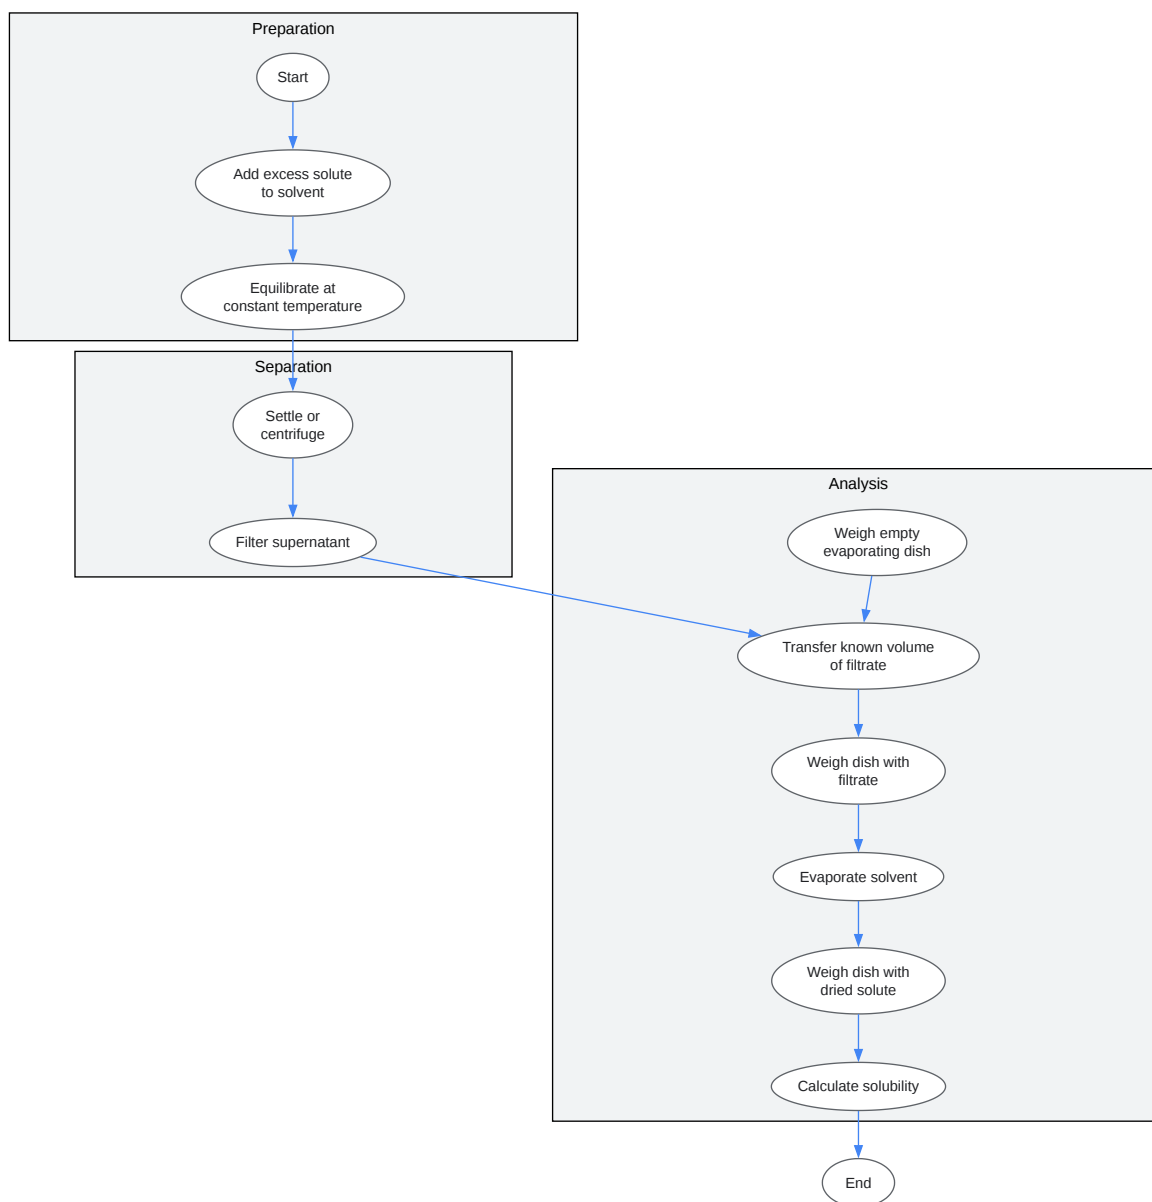 Preparation
Start
Add excess solute
to solvent
Equilibrate at
constant temperature
Separation
Settle or
centrifuge
Filter supernatant
Analysis
Weigh empty
evaporating dish
Transfer known volume
of filtrate
Weigh dish with
filtrate
Evaporate solvent
Weigh dish with
dried solute
Calculate solubility
End